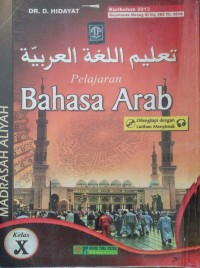 DR. D. HIDAYAT
Kurikulum 2013
تعليم اللغة العربية
Pelajaran
Bahasa Arab
Dilengkapi dengan
Latihan Menyimak
MADRASAH ALIYAH
Kelas
X